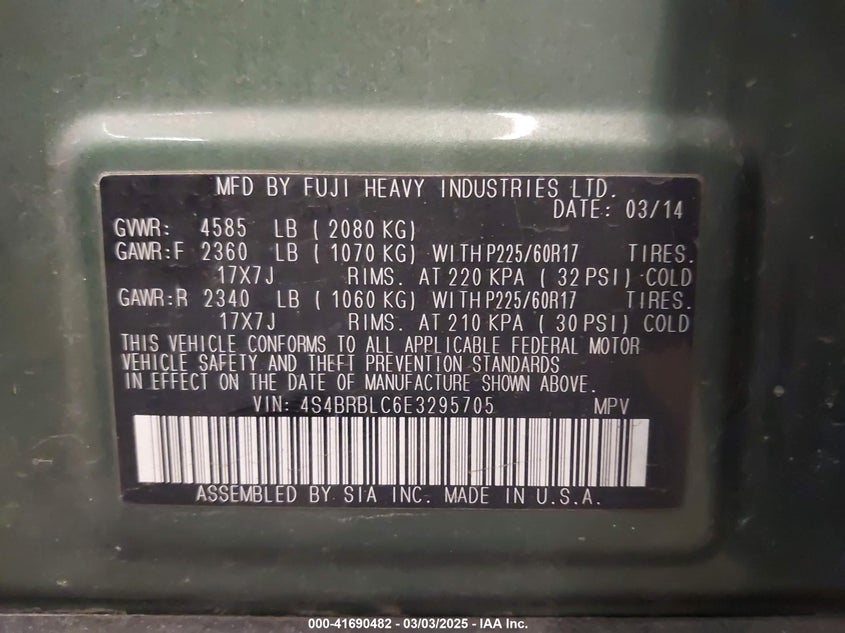 MFD BY FUJI HEAVY INDUSTRIES LTD.
DATE: 03/14
GVWR: 4585 LB ( 2080 KG)
GAWR:F 2360 LB ( 1070 KG) WITH P225/60R17 TIRES.
17X7J RIMS. AT 220 KPA ( 32 PSI) COLD
GAWR:R 2340 LB ( 1060 KG) WITH P225/60R17 TIRES.
17X7J RIMS. AT 210 KPA ( 30 PSI) COLD
THIS VEHICLE CONFORMS TO ALL APPLICABLE FEDERAL MOTOR
VEHICLE SAFETY AND THEFT PREVENTION STANDARDS
IN EFFECT ON THE DATE OF MANUFACTURE SHOWN ABOVE.
VIN: 4S4BRBLC6E3295705 MPV
ASSEMBLED BY SIA INC. MADE IN U.S.A.
000-41690482 - 03/03/2025 - IAA Inc.